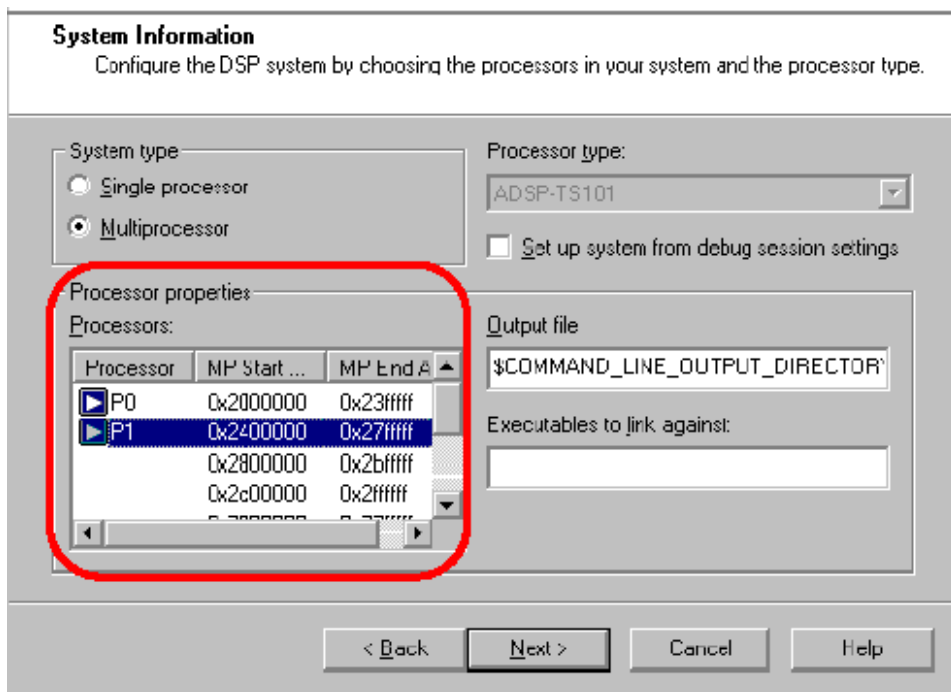 System Information
Configure the DSP system by choosing the processors in your system and the processor type.
System type
Single processor
Multiprocessor
Processor type:
ADSP-TS101
Set up system from debug session settings
Processor properties
Processors:
Processor MP Start ... MP End A
P0 0x2000000 0x23fffff
P1 0x2400000 0x27fffff
0x2800000 0x2bfffff
0x2c00000 0x2ffffff
Output file
$COMMAND_LINE_OUTPUT_DIRECTORY
Executables to link against:
< Back
Next >
Cancel
Help